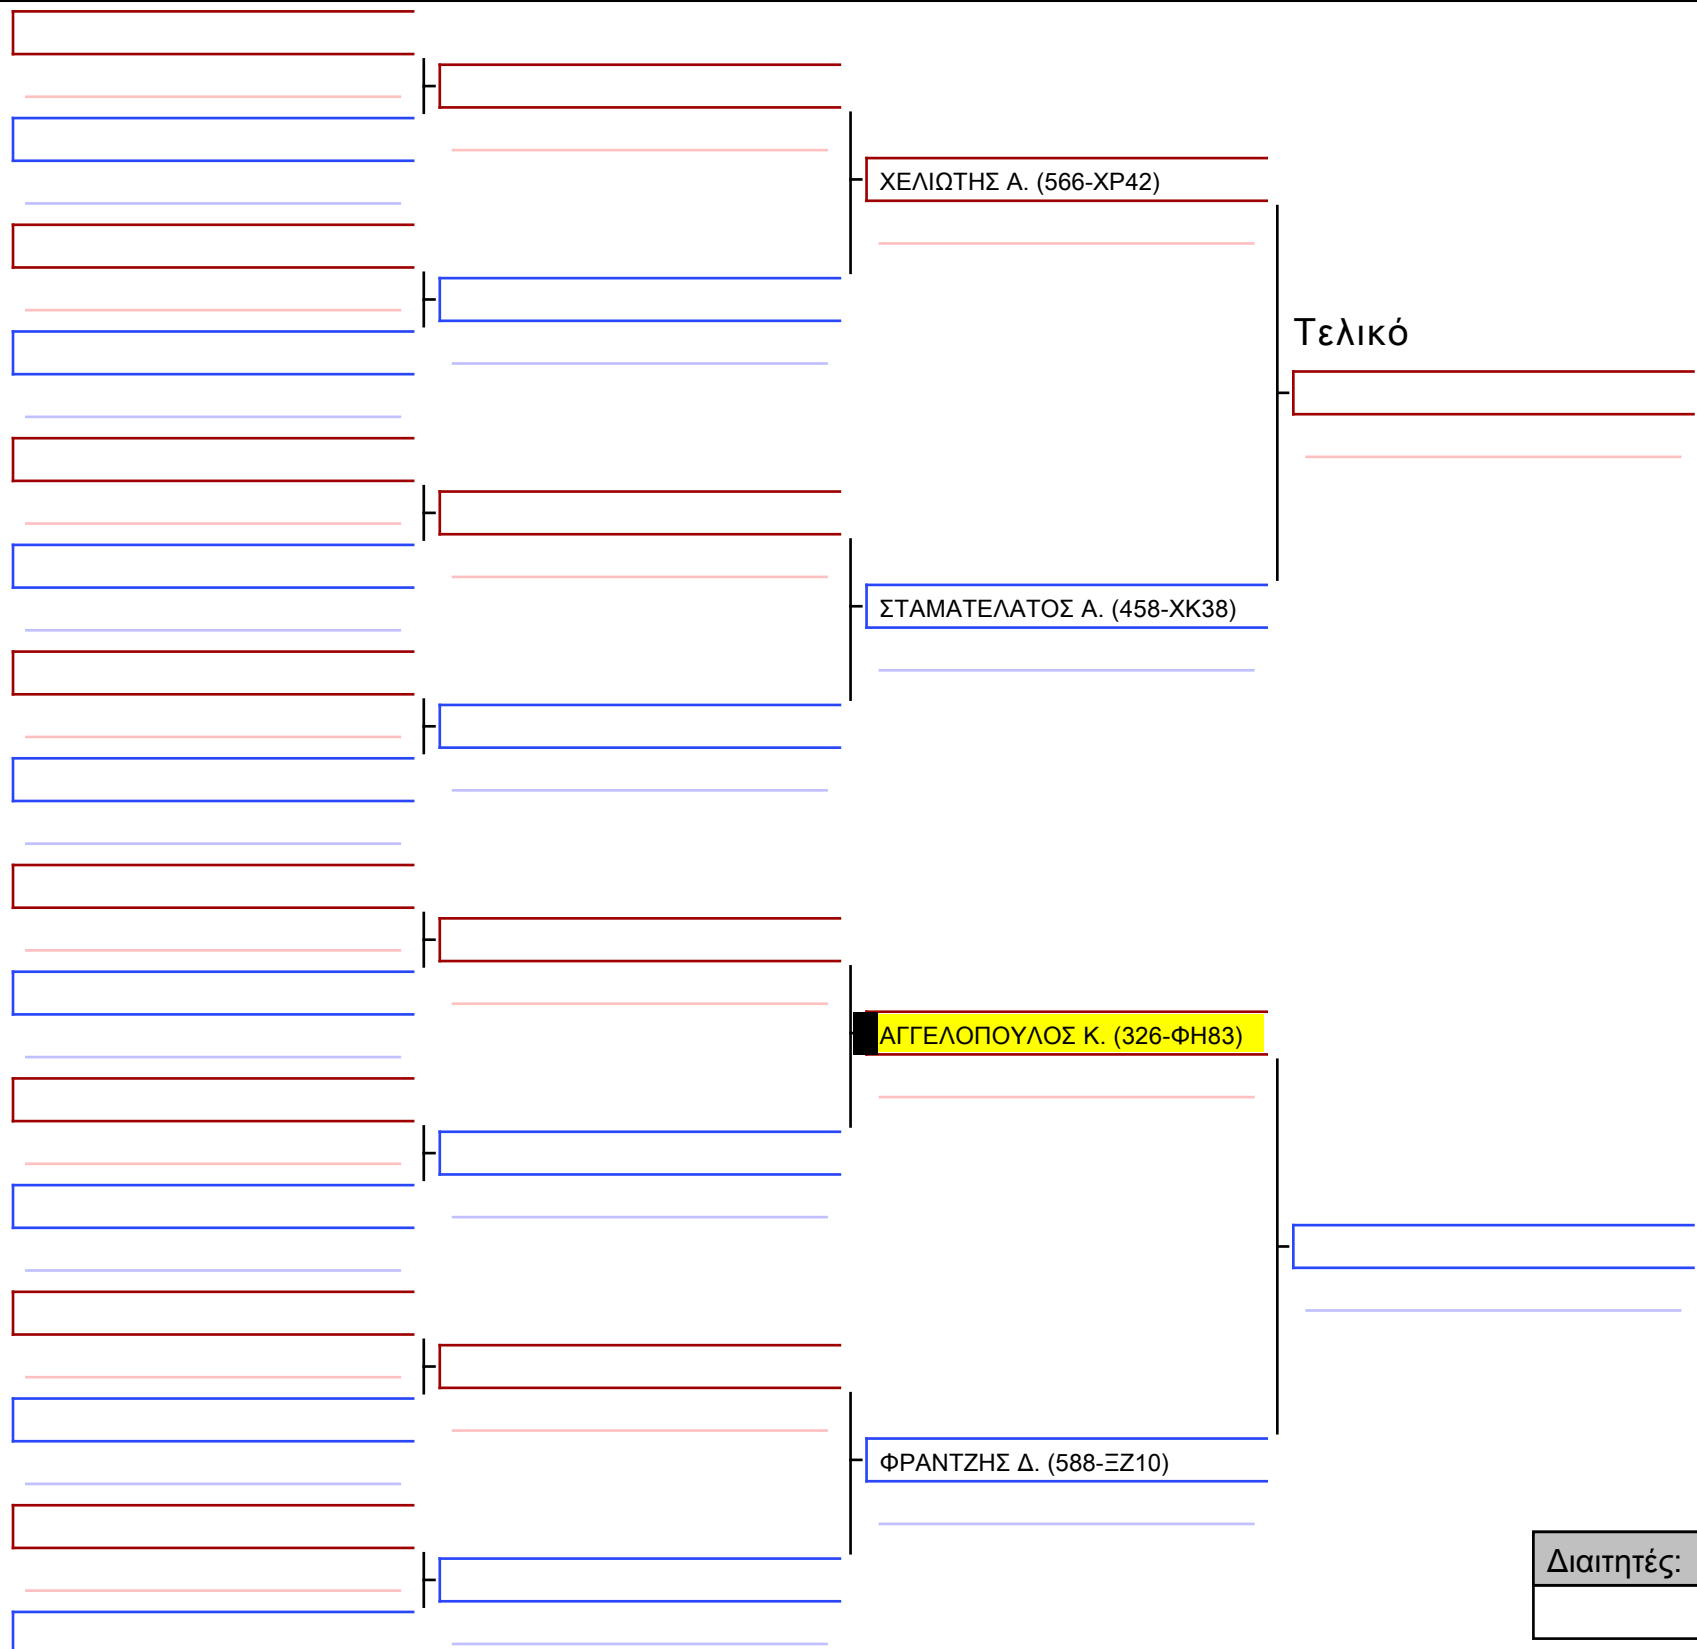 ΧΕΛΙΩΤΗΣ Α. (566-ΧΡ42)
Τελικό
ΣΤΑΜΑΤΕΛΑΤΟΣ Α. (458-ΧΚ38)
ΑΓΓΕΛΟΠΟΥΛΟΣ Κ. (326-ΦΗ83)
ΦΡΑΝΤΖΗΣ Δ. (588-ΞΖ10)
Διαιτητές: